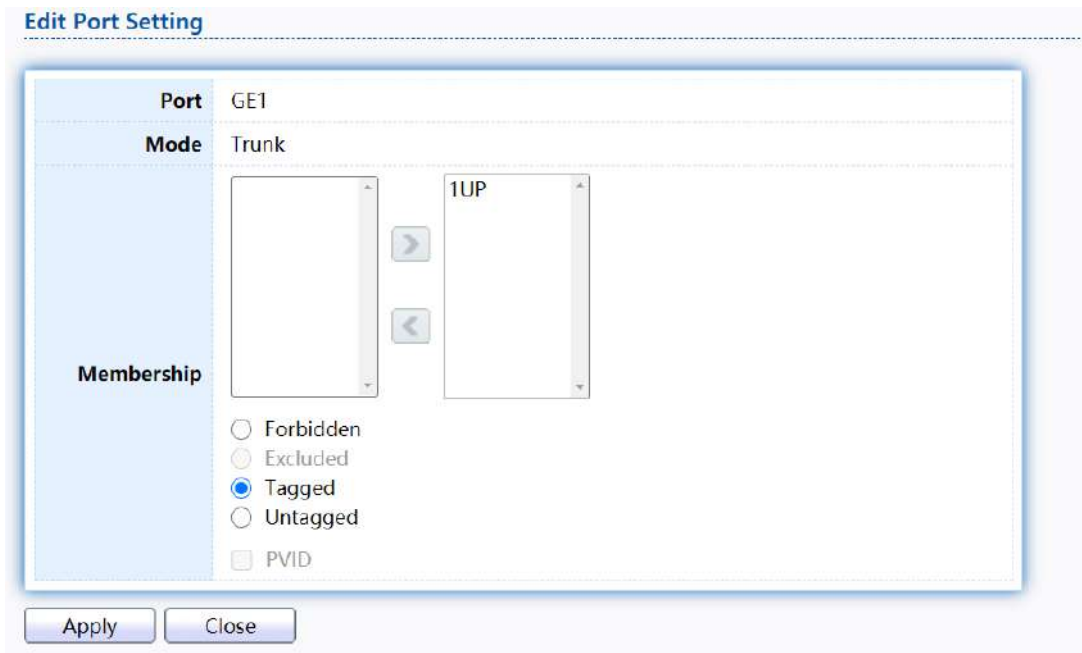 Edit Port Setting
Port GE1
Mode Trunk
1UP
Membership
Forbidden
Excluded
Tagged
Untagged
PVID
Apply Close